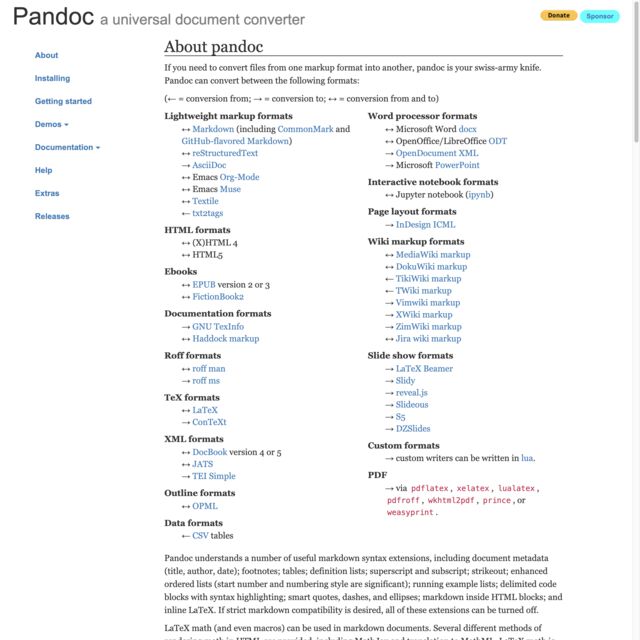 Pandoc a universal document converter
Donate
Sponsor
About
Installing
Getting started
Demos
Documentation
Help
Extras
Releases
About pandoc
If you need to convert files from one markup format into another, pandoc is your swiss-army knife.
Pandoc can convert between the following formats:
(← = conversion from; → = conversion to; ↔ = conversion from and to)
Lightweight markup formats
↔ Markdown (including CommonMark and
GitHub-flavored Markdown)
↔ reStructuredText
→ AsciiDoc
↔ Emacs Org-Mode
↔ Emacs Muse
↔ Textile
← txt2tags
HTML formats
↔ (X)HTML 4
↔ HTML5
Ebooks
↔ EPUB version 2 or 3
↔ FictionBook2
Documentation formats
→ GNU TexInfo
↔ Haddock markup
Roff formats
↔ roff man
→ roff ms
TeX formats
↔ LaTeX
→ ConTeXt
XML formats
↔ DocBook version 4 or 5
↔ JATS
→ TEI Simple
Outline formats
↔ OPML
Data formats
← CSV tables
Word processor formats
↔ Microsoft Word docx
↔ OpenOffice/LibreOffice ODT
→ OpenDocument XML
→ Microsoft PowerPoint
Interactive notebook formats
↔ Jupyter notebook (ipynb)
Page layout formats
→ InDesign ICML
Wiki markup formats
↔ MediaWiki markup
↔ DokuWiki markup
← TikiWiki markup
← TWiki markup
← Vimwiki markup
→ XWiki markup
→ ZimWiki markup
↔ Jira wiki markup
Slide show formats
→ LaTeX Beamer
→ Slidy
→ reveal.js
→ Slideous
→ S5
→ DZSlides
Custom formats
→ custom writers can be written in lua.
PDF
→ via pdflatex, xelatex, lualatex,
pdfroff, wkhtml2pdf, prince, or
weasyprint.
Pandoc understands a number of useful markdown syntax extensions, including document metadata
(title, author, date); footnotes; tables; definition lists; superscript and subscript; strikeout; enhanced
ordered lists (start number and numbering style are significant); running example lists; delimited code
blocks with syntax highlighting; smart quotes, dashes, and ellipses; markdown inside HTML blocks; and
inline LaTeX. If strict markdown compatibility is desired, all of these extensions can be turned off.
LaTeX math (and even macros) can be used in markdown documents. Several different methods of